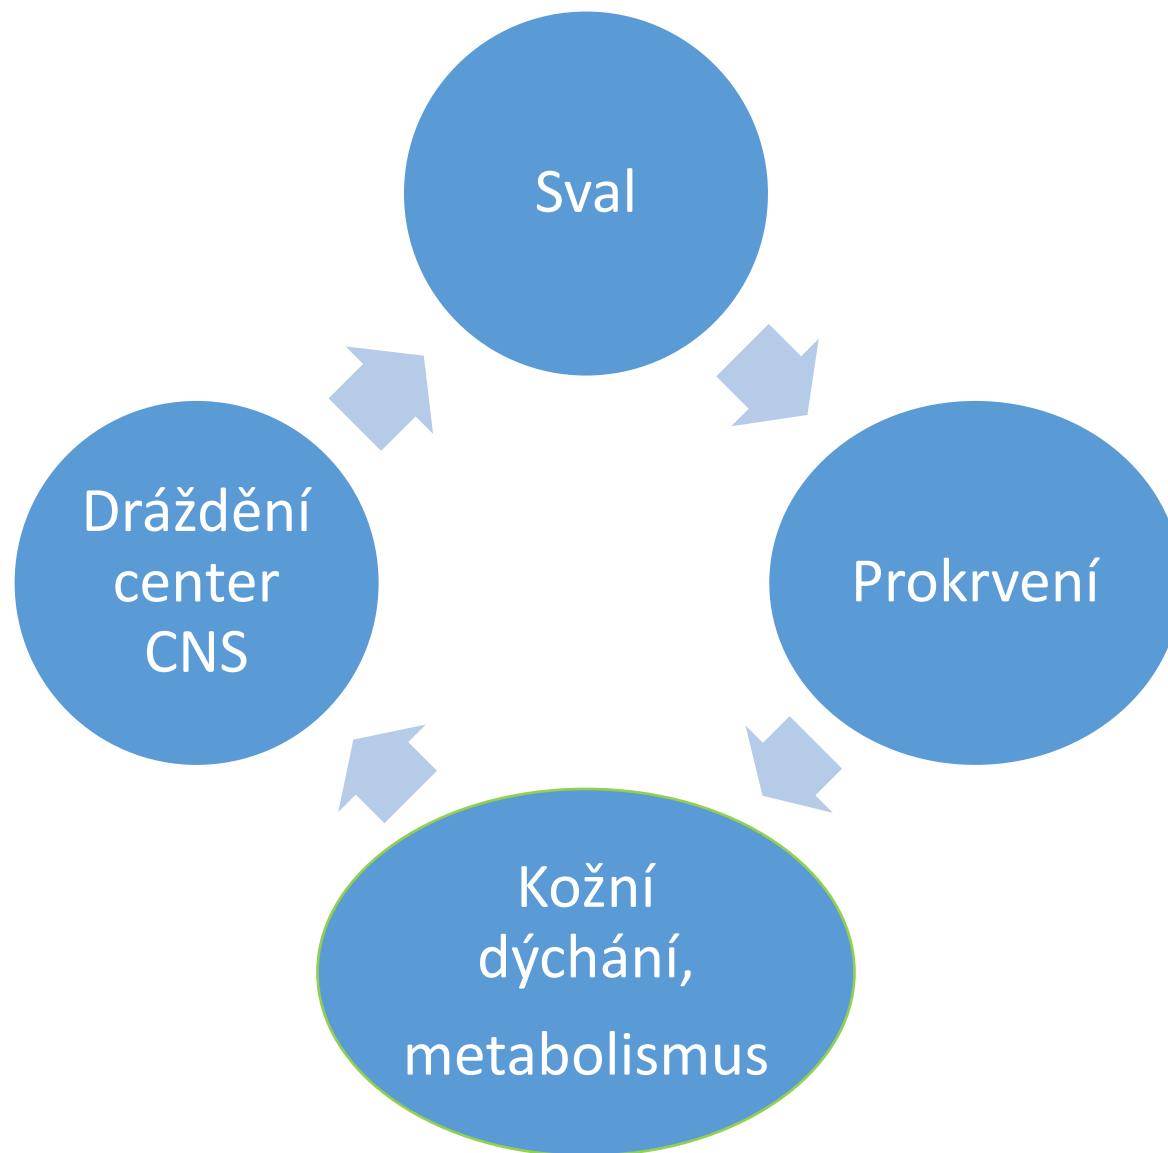 Sval
Dráždění
center
CNS
Prokrvení
Kožní
dýchání,
metabolismus